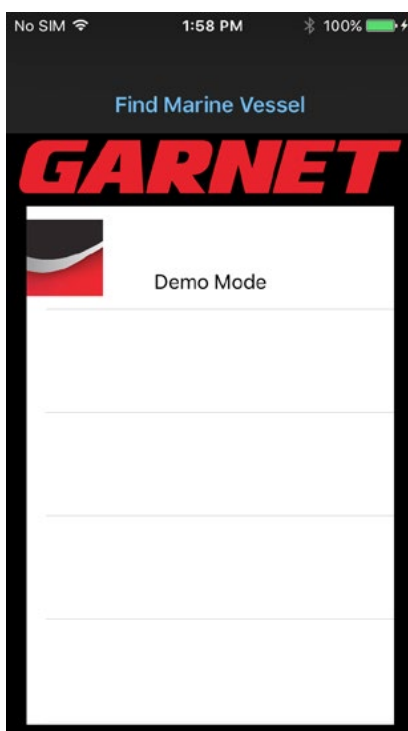 No SIM 1:58 PM 100%
Find Marine Vessel
GARNET
Demo Mode